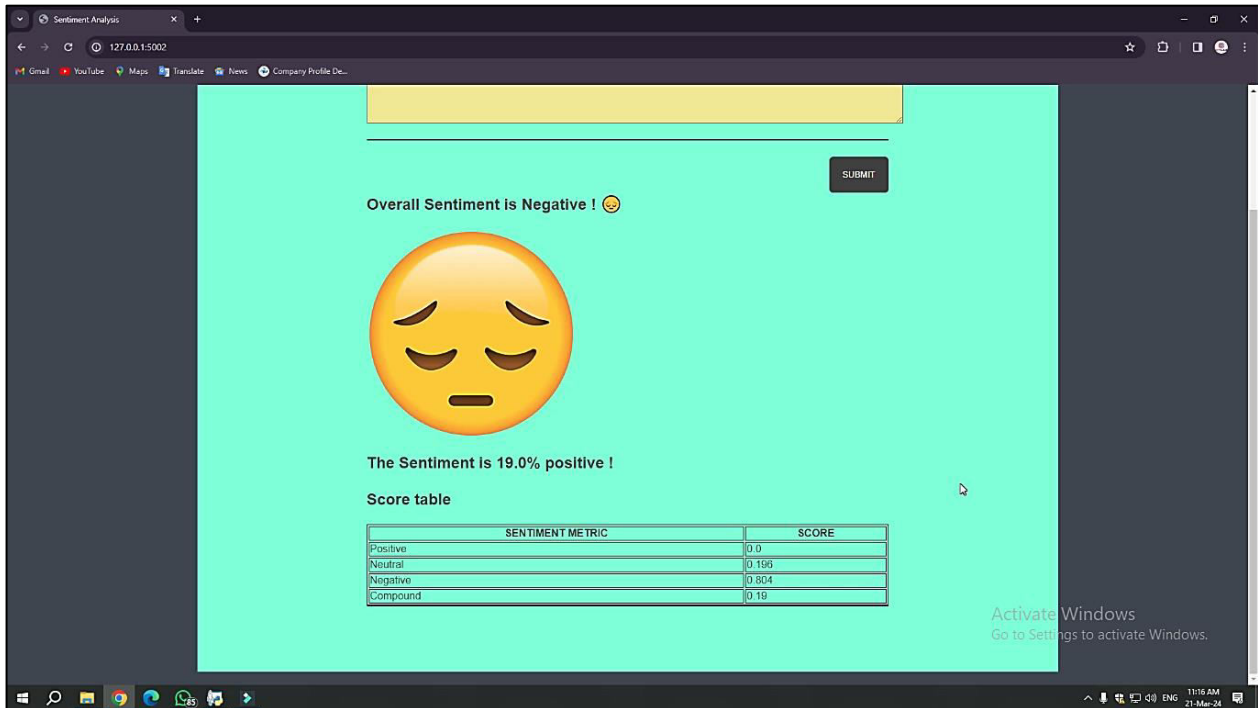 Sentiment Analysis
127.0.0.1:5002
Gmail YouTube Maps Translate News Company Profile De...
SUBMIT
Overall Sentiment is Negative ! 😔
The Sentiment is 19.0% positive !
Score table
SENTIMENT METRIC SCORE
Positive 0.0
Neutral 0.196
Negative 0.804
Compound 0.19
Activate Windows
Go to Settings to activate Windows.
85
ENG
11:16 AM
21-Mar-24